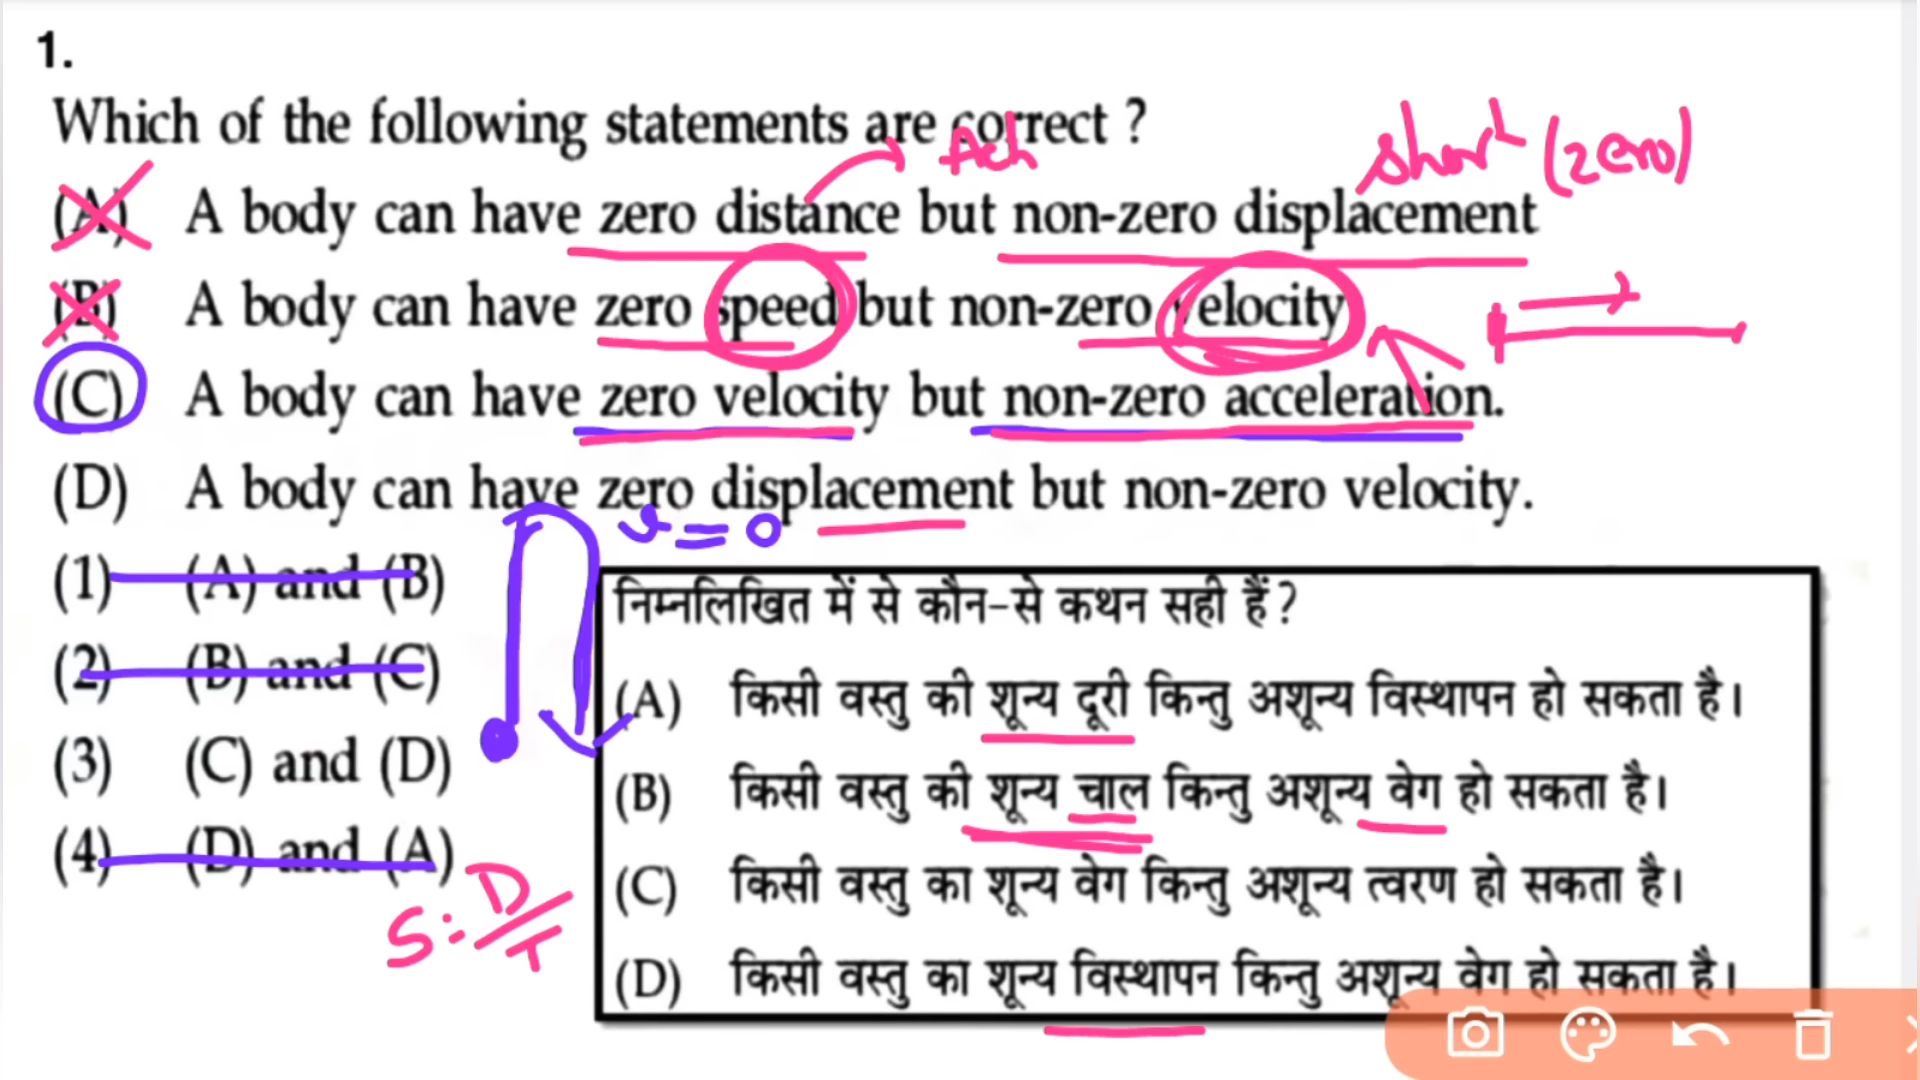 1.
Which of the following statements are correct ?
Ach
short (zero)
(A) A body can have zero distance but non-zero displacement
(B) A body can have zero speed but non-zero velocity
(C) A body can have zero velocity but non-zero acceleration.
(D) A body can have zero displacement but non-zero velocity.
v = 0
(1) (A) and (B)
(2) (B) and (C)
(3) (C) and (D)
(4) (D) and (A)
S = D/T
निम्नलिखित में से कौन-से कथन सही हैं ?
(A) किसी वस्तु की शून्य दूरी किन्तु अशून्य विस्थापन हो सकता है।
(B) किसी वस्तु की शून्य चाल किन्तु अशून्य वेग हो सकता है।
(C) किसी वस्तु का शून्य वेग किन्तु अशून्य त्वरण हो सकता है।
(D) किसी वस्तु का शून्य विस्थापन किन्तु अशून्य वेग हो सकता है।